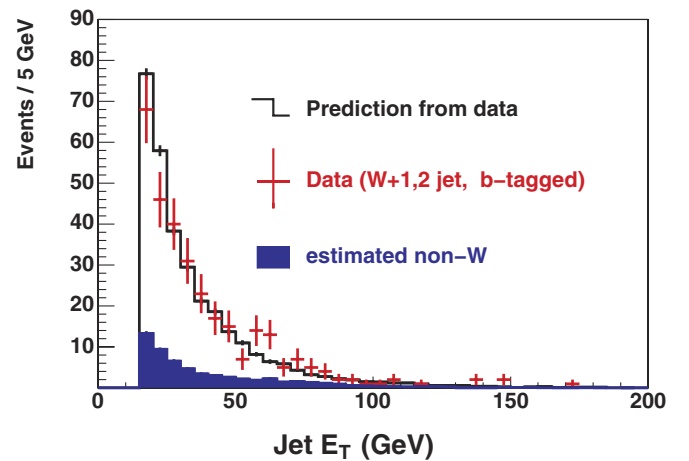 Events / 5 GeV
90
80
70
60
50
40
30
20
10
Prediction from data
Data (W+1,2 jet, b−tagged)
estimated non−W
0 50 100 150 200
Jet E_T (GeV)